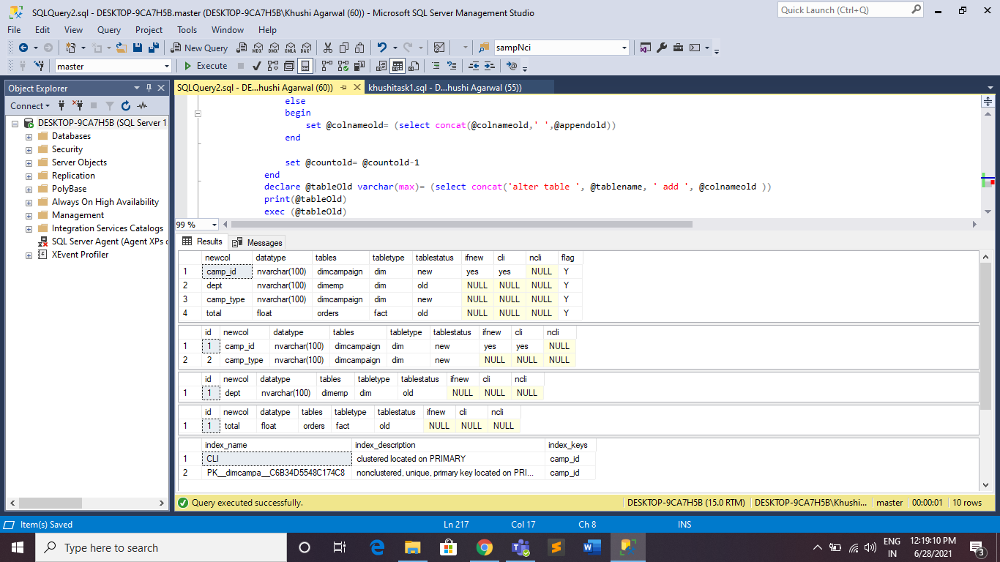 SQLQuery2.sql - DESKTOP-9CA7H5B.master (DESKTOP-9CA7H5B\Khushi Agarwal (60)) - Microsoft SQL Server Management Studio
Quick Launch (Ctrl+Q)
File Edit View Query Project Tools Window Help
New Query MDX DMX XMLA DAX sampNci
master Execute
Object Explorer
SQLQuery2.sql - DE...hushi Agarwal (60)) khushitask1.sql - D...hushi Agarwal (55))
Connect
DESKTOP-9CA7H5B (SQL Server 1
Databases
Security
Server Objects
Replication
PolyBase
Always On High Availability
Management
Integration Services Catalogs
SQL Server Agent (Agent XPs
XEvent Profiler
else
begin
set @colnameold= (select concat(@colnameold,' ',@appendold))
end
set @countold= @countold-1
end
declare @tableOld varchar(max)= (select concat('alter table ', @tablename, ' add ', @colnameold ))
print(@tableOld)
exec (@tableOld)
99 %
Results Messages
newcol datatype tables tabletype tablestatus ifnew cli ncli flag
1 camp_id nvarchar(100) dimcampaign dim new yes yes NULL Y
2 dept nvarchar(100) dimemp dim old NULL NULL NULL Y
3 camp_type nvarchar(100) dimcampaign dim new NULL NULL NULL Y
4 total float orders fact old NULL NULL NULL Y
id newcol datatype tables tabletype tablestatus ifnew cli ncli
1 1 camp_id nvarchar(100) dimcampaign dim new yes yes NULL
2 2 camp_type nvarchar(100) dimcampaign dim new NULL NULL NULL
id newcol datatype tables tabletype tablestatus ifnew cli ncli
1 1 dept nvarchar(100) dimemp dim old NULL NULL NULL
id newcol datatype tables tabletype tablestatus ifnew cli ncli
1 1 total float orders fact old NULL NULL NULL
index_name index_description index_keys
1 CLI clustered located on PRIMARY camp_id
2 PK__dimcampa__C6B34D5548C174C8 nonclustered, unique, primary key located on PRI... camp_id
Query executed successfully. DESKTOP-9CA7H5B (15.0 RTM) DESKTOP-9CA7H5B\Khushi... master 00:00:01 10 rows
Item(s) Saved Ln 217 Col 17 Ch 8 INS
Type here to search
ENG
IN
12:19:10 PM
6/28/2021
3